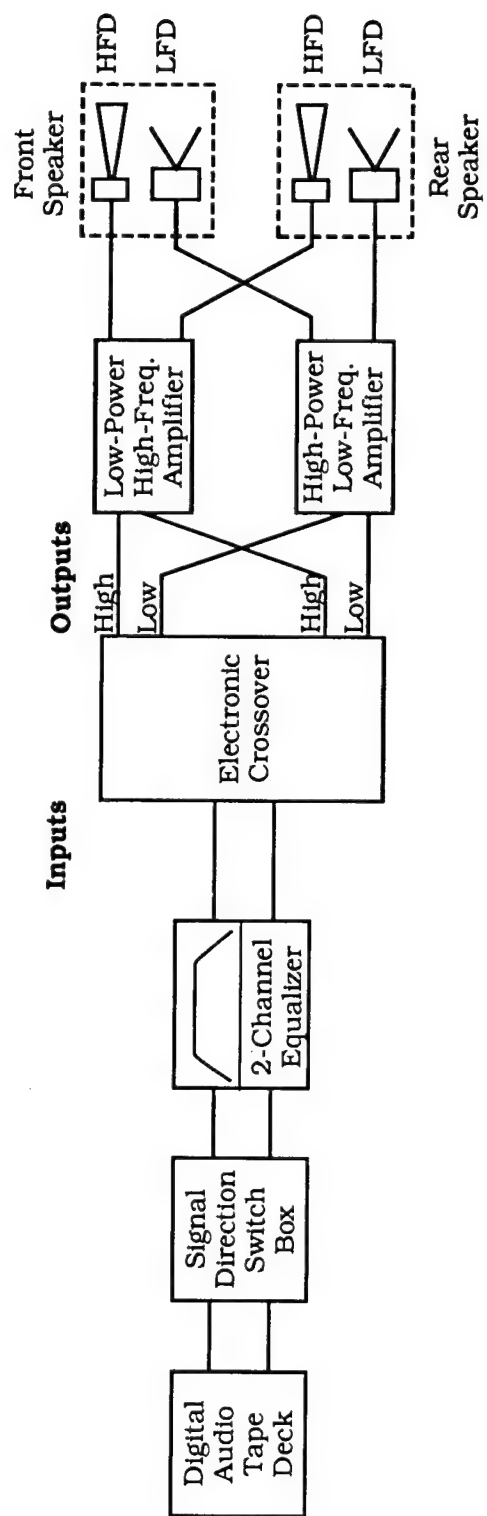 Digital
Audio
Tape
Deck
Signal
Direction
Switch
Box
2-Channel
Equalizer
Inputs
Electronic
Crossover
Outputs
High
Low
High
Low
Low-Power
High-Freq.
Amplifier
High-Power
Low-Freq.
Amplifier
Front
Speaker
HFD
LFD
HFD
LFD
Rear
Speaker